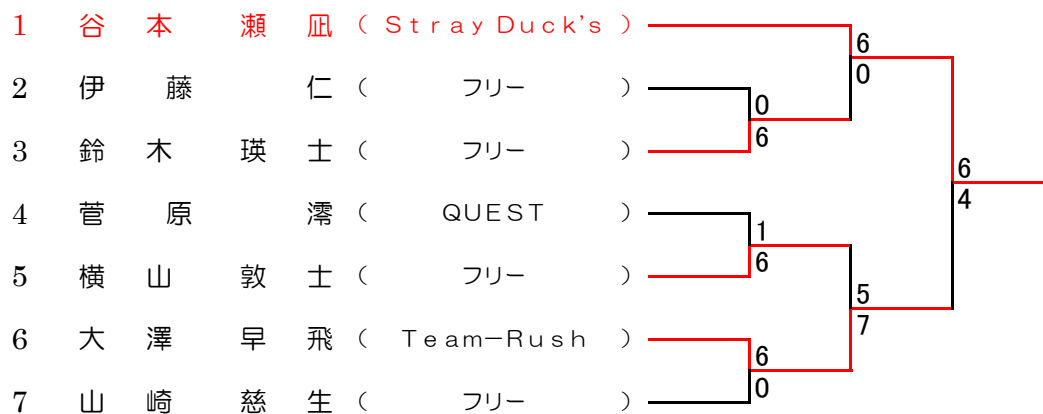 1 谷本 瀬凪 (Stray Duck's)
6
0
2 伊藤 仁 (フリー)
0
6
3 鈴木 瑛士 (フリー)
6
4
4 菅原 澪 (QUEST)
1
6
5 横山 敦士 (フリー)
5
7
6 大澤 早飛 (Team-Rush)
6
0
7 山崎 慈生 (フリー)